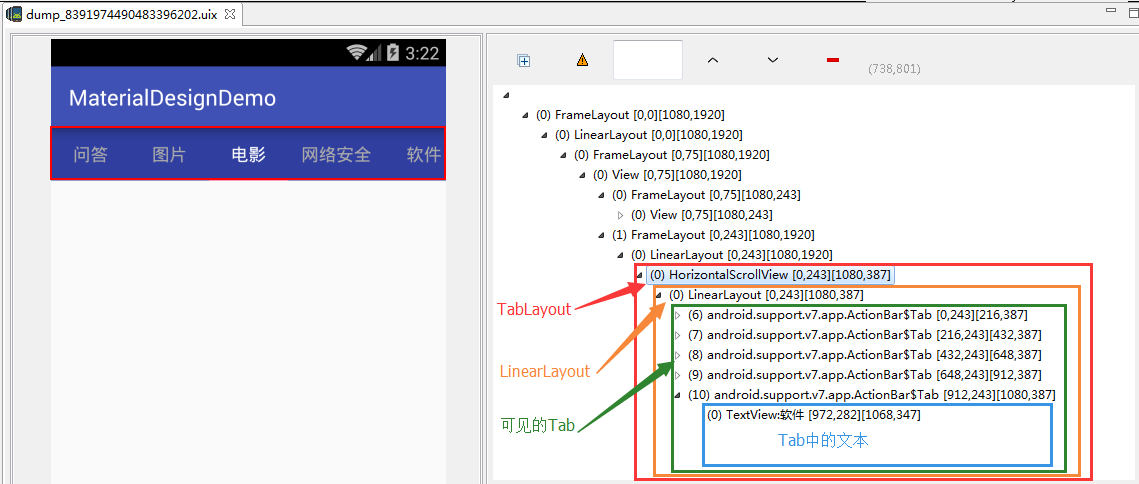 dump_8391974490483396202.uix
3:22
MaterialDesignDemo
问答 图片 电影 网络安全 软件
(738,801)
(0) FrameLayout [0,0][1080,1920]
(0) LinearLayout [0,0][1080,1920]
(0) FrameLayout [0,75][1080,1920]
(0) View [0,75][1080,1920]
(0) FrameLayout [0,75][1080,243]
(0) View [0,75][1080,243]
(1) FrameLayout [0,243][1080,1920]
(0) LinearLayout [0,243][1080,1920]
(0) HorizontalScrollView [0,243][1080,387]
(0) LinearLayout [0,243][1080,387]
(6) android.support.v7.app.ActionBar$Tab [0,243][216,387]
(7) android.support.v7.app.ActionBar$Tab [216,243][432,387]
(8) android.support.v7.app.ActionBar$Tab [432,243][648,387]
(9) android.support.v7.app.ActionBar$Tab [648,243][912,387]
(10) android.support.v7.app.ActionBar$Tab [912,243][1080,387]
(0) TextView:软件 [972,282][1068,347]
TabLayout
LinearLayout
可见的Tab
Tab中的文本